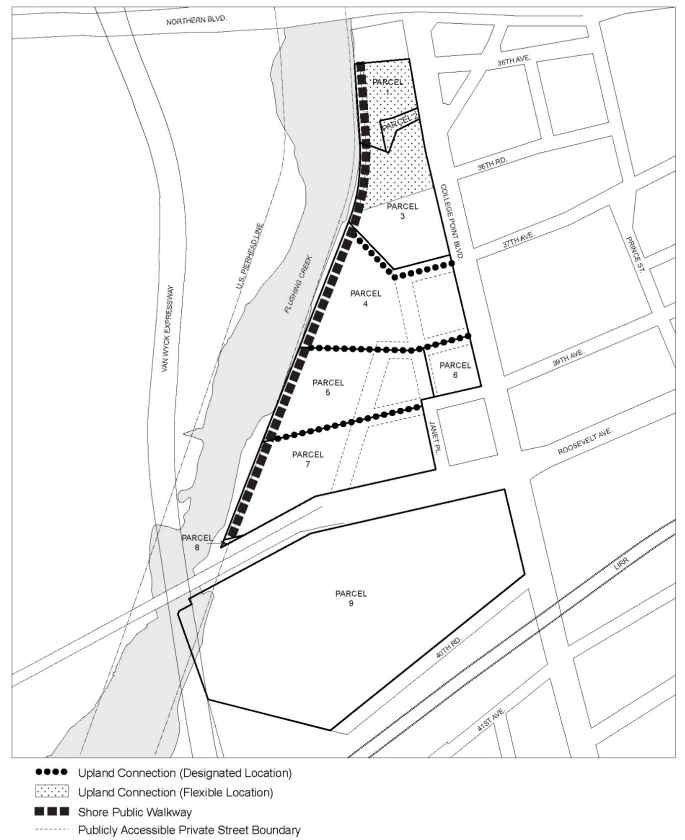 NORTHERN BLVD.
36TH AVE.
PARCEL
1
PARCEL 2
36TH RD.
COLLEGE POINT BLVD.
PARCEL
3
37TH AVE.
PRINCE ST.
U.S. PIERHEAD LINE
FLUSHING CREEK
VAN WYCK EXPRESSWAY
PARCEL
4
39TH AVE.
PARCEL
6
PARCEL
5
JANET PL.
ROOSEVELT AVE.
PARCEL
7
PARCEL
8
LIRR
PARCEL
9
40TH RD.
41ST AVE.
Upland Connection (Designated Location)
Upland Connection (Flexible Location)
Shore Public Walkway
Publicly Accessible Private Street Boundary